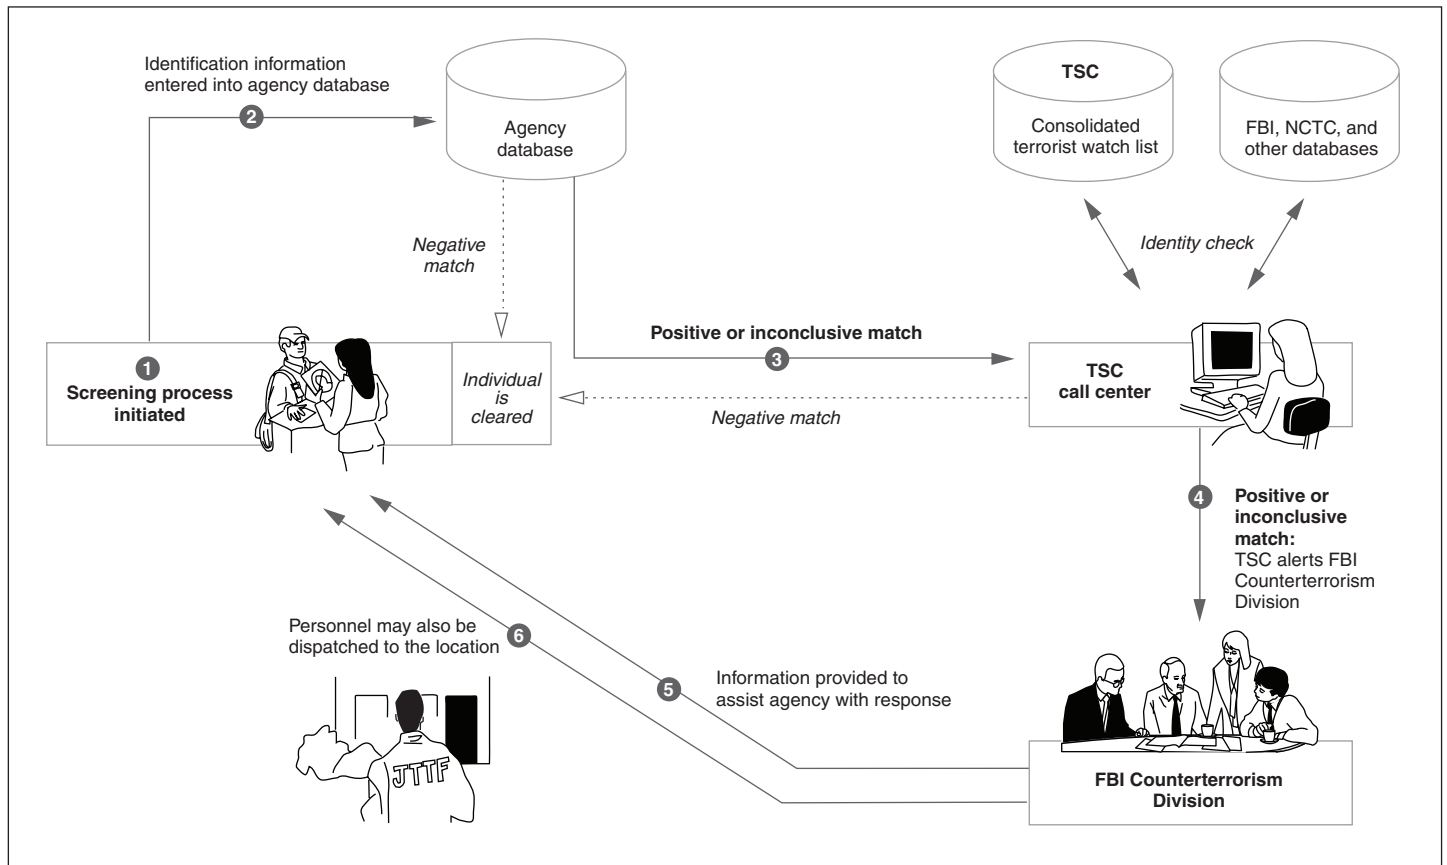 Identification information
entered into agency database
2
Agency
database
TSC
Consolidated
terrorist watch list
FBI, NCTC, and
other databases
Negative
match
Identity check
1
Screening process
initiated
Individual
is
cleared
Positive or inconclusive match
3
Negative match
TSC
call center
4
Positive or
inconclusive
match:
TSC alerts FBI
Counterterrorism
Division
Personnel may also be
dispatched to the location
6
5
Information provided to
assist agency with response
JTTF
FBI Counterterrorism
Division